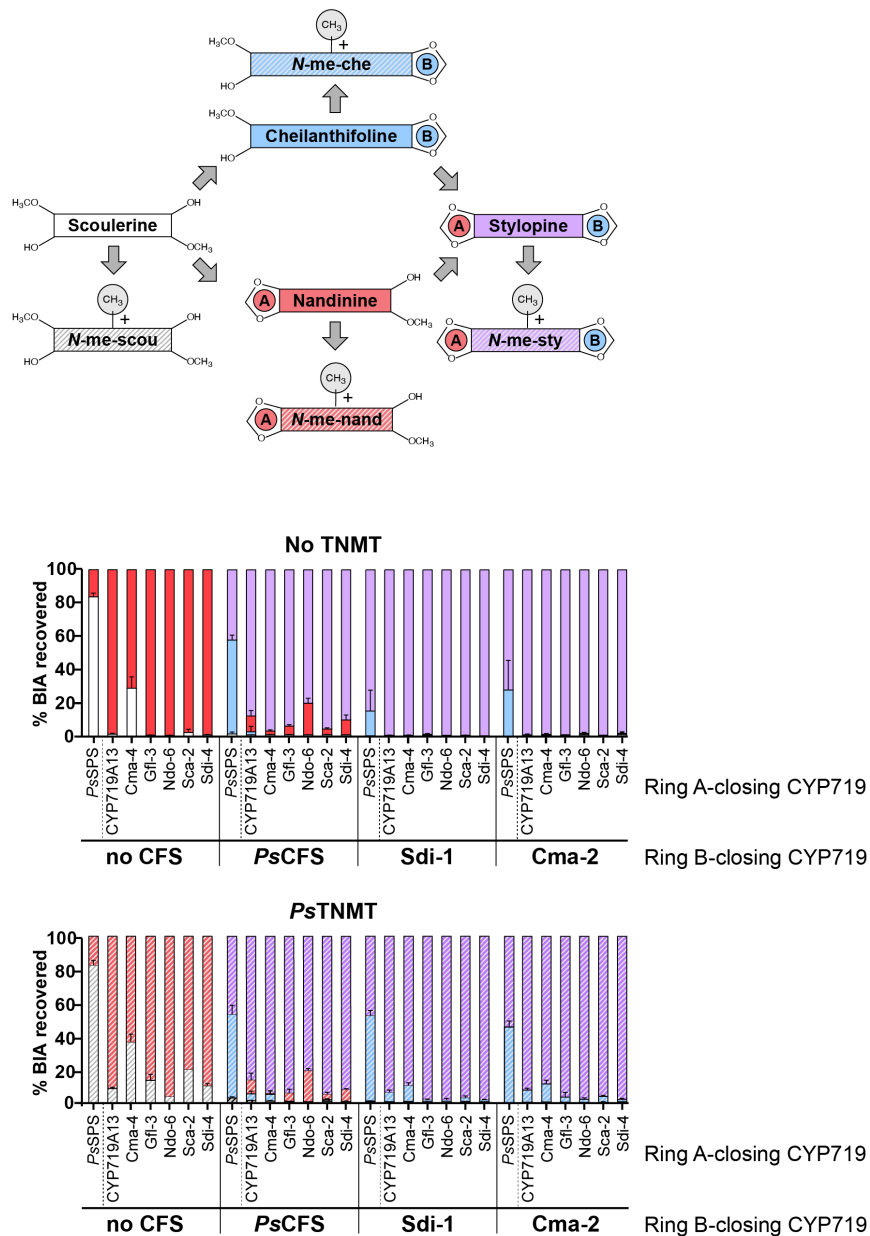 CH₃
H₃CO
+
N-me-che
B
HO
H₃CO
Cheilanthifoline
B
HO
H₃CO
OH
Scoulerine
HO
OCH₃
A
Stylopine
B
OH
A
Nandinine
OCH₃
CH₃
+
H₃CO
OH
N-me-scou
HO
OCH₃
CH₃
+
A
N-me-sty
B
CH₃
+
OH
A
N-me-nand
OCH₃
No TNMT
% BIA recovered
100
80
60
40
20
0
PsSPS CYP719A13 Cma-4 Gfl-3 Ndo-6 Sca-2 Sdi-4 PsSPS CYP719A13 Cma-4 Gfl-3 Ndo-6 Sca-2 Sdi-4 PsSPS CYP719A13 Cma-4 Gfl-3 Ndo-6 Sca-2 Sdi-4 PsSPS CYP719A13 Cma-4 Gfl-3 Ndo-6 Sca-2 Sdi-4
Ring A-closing CYP719
no CFS PsCFS Sdi-1 Cma-2 Ring B-closing CYP719
PsTNMT
% BIA recovered
100
80
60
40
20
0
PsSPS CYP719A13 Cma-4 Gfl-3 Ndo-6 Sca-2 Sdi-4 PsSPS CYP719A13 Cma-4 Gfl-3 Ndo-6 Sca-2 Sdi-4 PsSPS CYP719A13 Cma-4 Gfl-3 Ndo-6 Sca-2 Sdi-4 PsSPS CYP719A13 Cma-4 Gfl-3 Ndo-6 Sca-2 Sdi-4
Ring A-closing CYP719
no CFS PsCFS Sdi-1 Cma-2 Ring B-closing CYP719